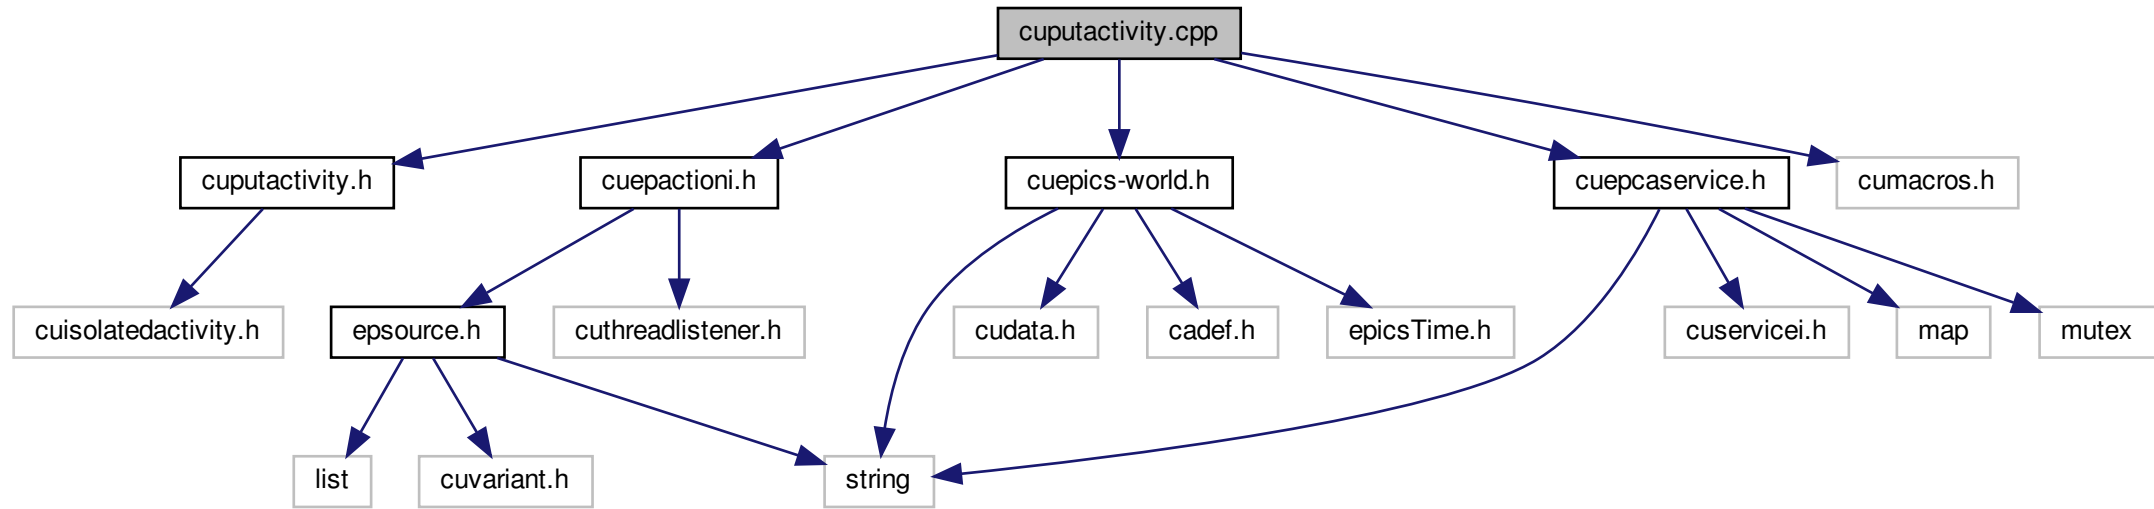 cuputactivity.cpp
cuputactivity.h
cuepactioni.h
cuepics-world.h
cuepcaservice.h
cumacros.h
cuisolatedactivity.h
epsource.h
cuthreadlistener.h
cudata.h
cadef.h
epicsTime.h
cuservicei.h
map
mutex
list
cuvariant.h
string